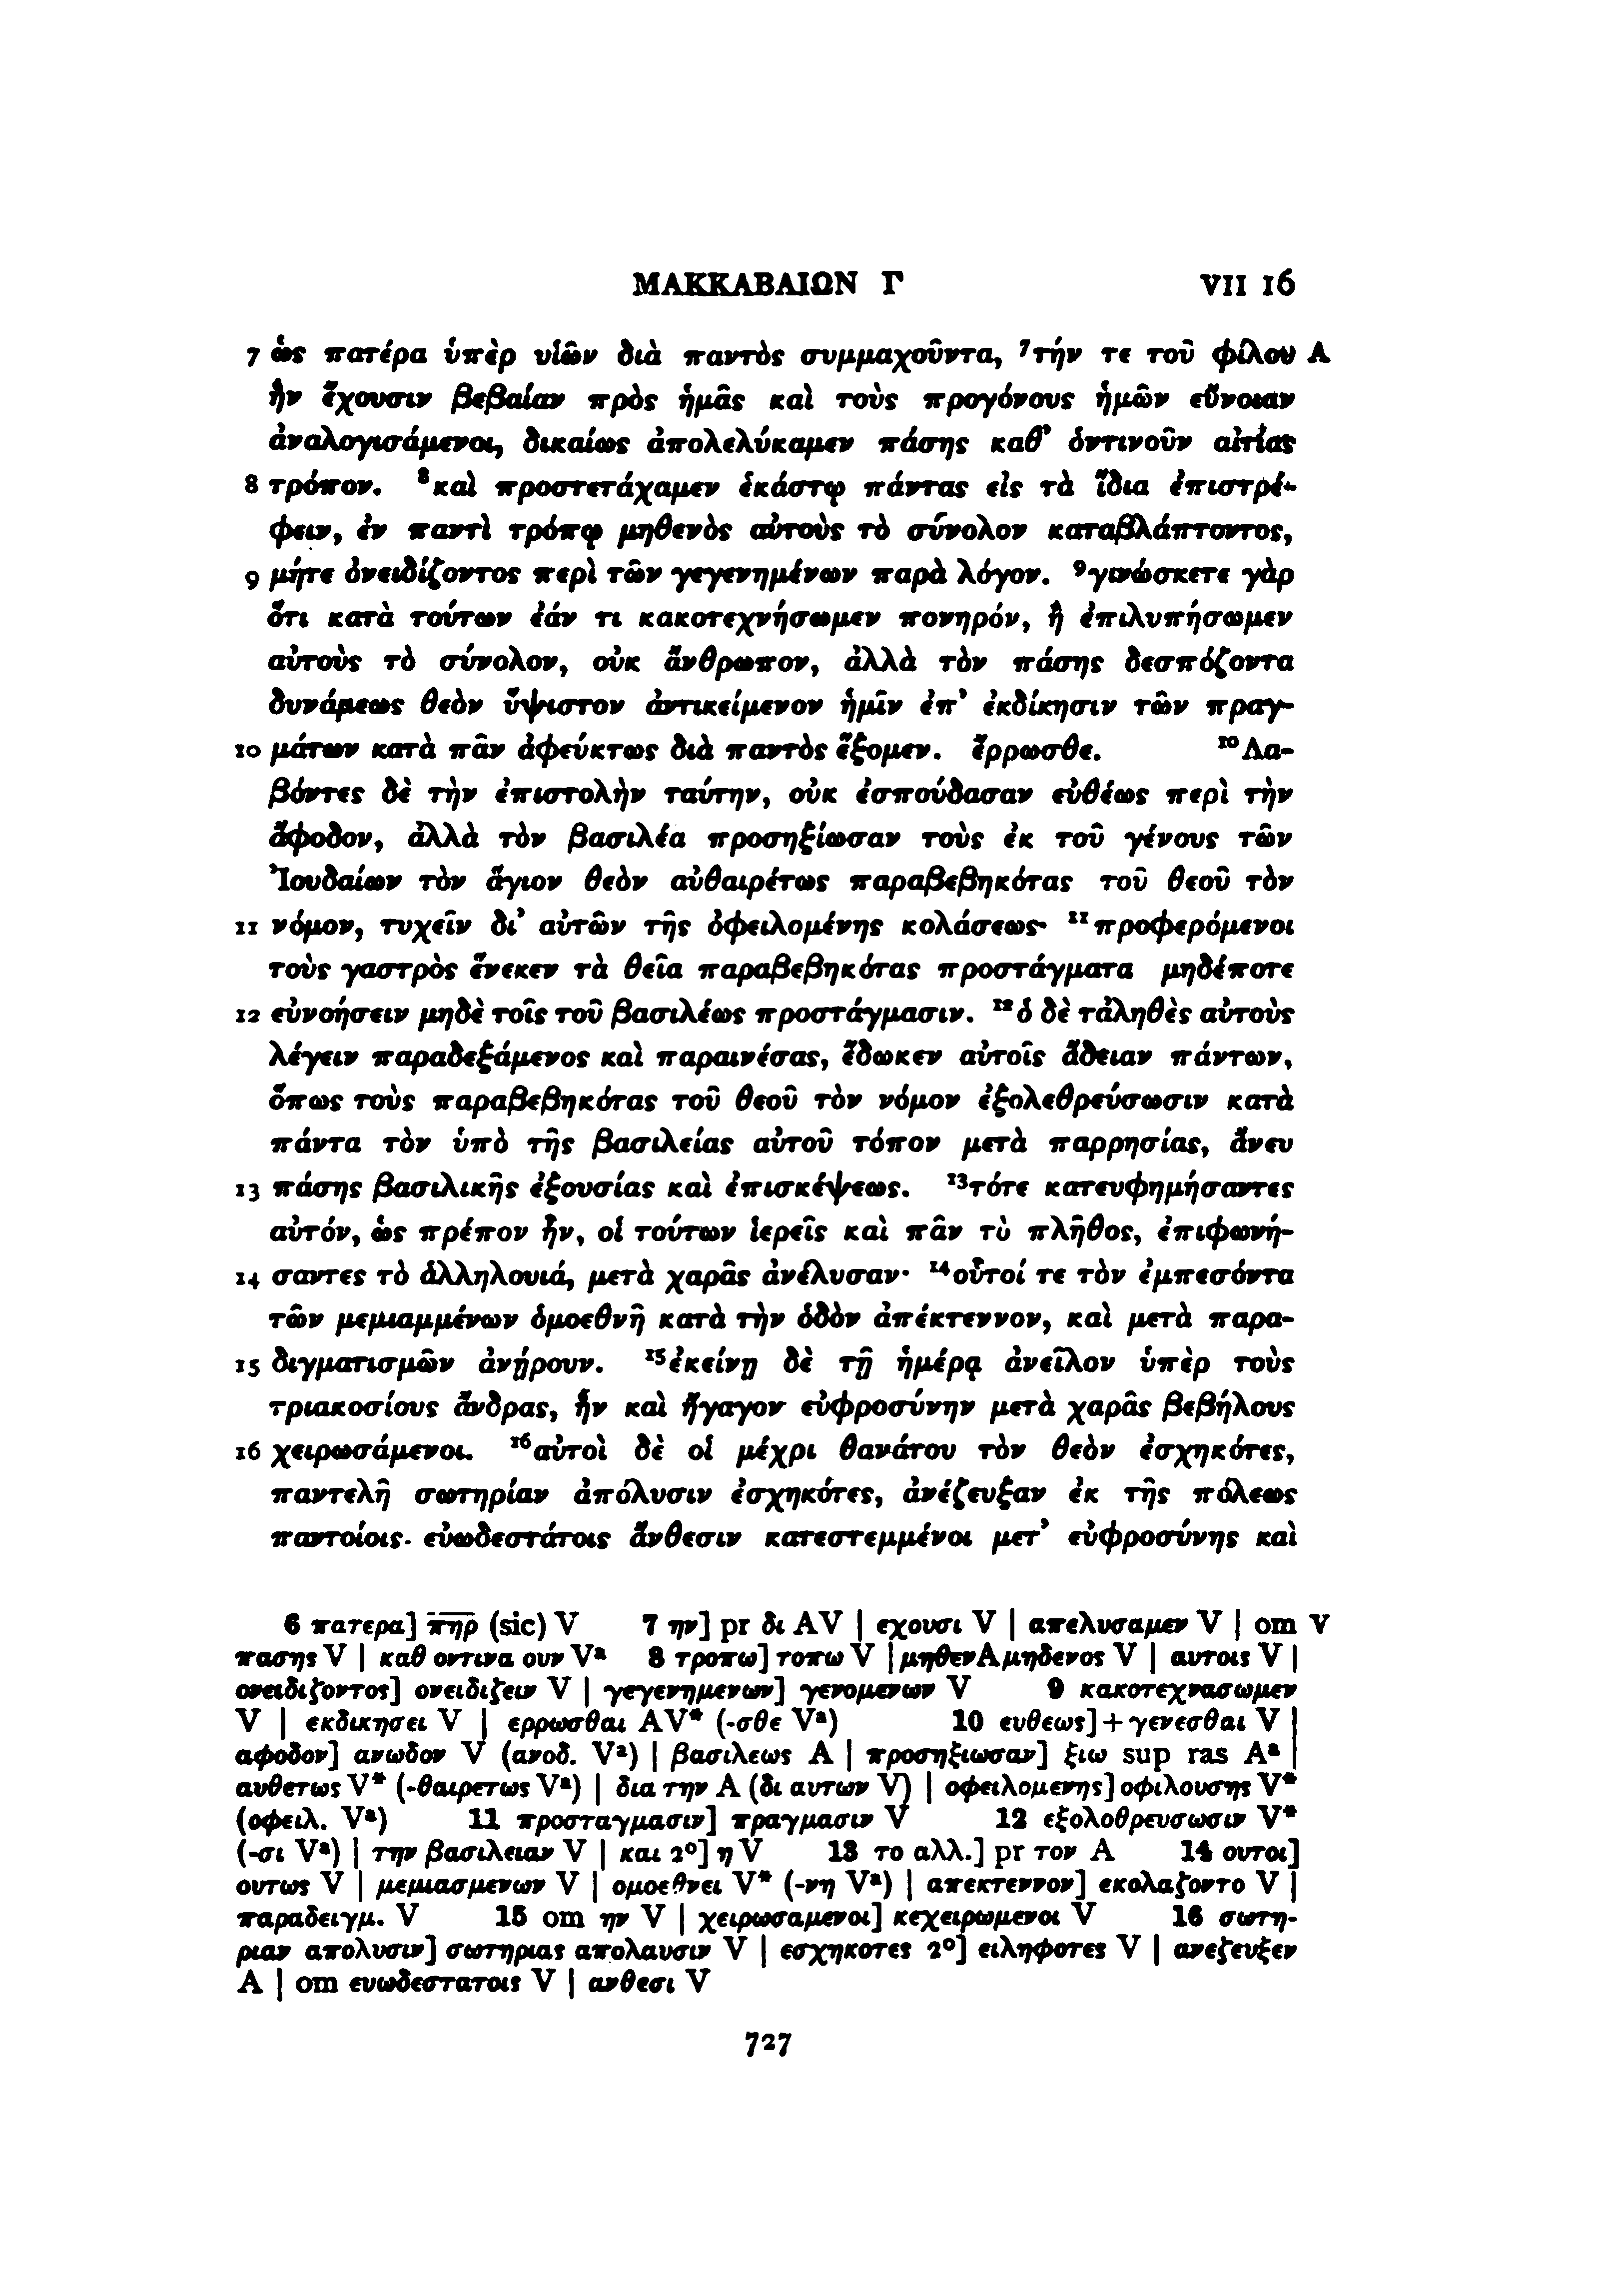 ΜΑΚΚΑΒΑΙΩΝ Γ VII 16
7 ὡς πατέρα ὑπὲρ υἱῶν διὰ παντὸς συμμαχοῦντα, ⁷τήν τε τοῦ φίλου A
ἣν ἔχουσιν βεβαίαν πρὸς ἡμᾶς καὶ τοὺς προγόνους ἡμῶν εὔνοιαν
ἀναλογισάμενοι, δικαίως ἀπολελύκαμεν πάσης καθ᾽ ὁντινοῦν αἰτίας
8 τρόπον. ⁸καὶ προστετάχαμεν ἑκάστῳ πάντας εἰς τὰ ἴδια ἐπιστρέ-
φειν, ἐν παντὶ τρόπῳ μηθενὸς αὐτοὺς τὸ σύνολον καταβλάπτοντος,
9 μήτε ὀνειδίζοντος περὶ τῶν γεγενημένων παρὰ λόγον. ⁹γινώσκετε γὰρ
ὅτι κατὰ τούτων ἐάν τι κακοτεχνήσωμεν πονηρόν, ἢ ἐπιλυπήσωμεν
αὐτοὺς τὸ σύνολον, οὐκ ἄνθρωπον, ἀλλὰ τὸν πάσης δεσπόζοντα
δυνάμεως θεὸν ὕψιστον ἀντικείμενον ἡμῖν ἐπ᾽ ἐκδίκησιν τῶν πραγ-
10 μάτων κατὰ πᾶν ἀφεύκτως διὰ παντὸς ἕξομεν. ἔρρωσθε. ¹⁰Λα-
βόντες δὲ τὴν ἐπιστολὴν ταύτην, οὐκ ἐσπούδασαν εὐθέως περὶ τὴν
ἄφοδον, ἀλλὰ τὸν βασιλέα προσηξίωσαν τοὺς ἐκ τοῦ γένους τῶν
Ἰουδαίων τὸν ἅγιον θεὸν αὐθαιρέτως παραβεβηκότας τοῦ θεοῦ τὸν
11 νόμον, τυχεῖν δι᾽ αὐτῶν τῆς ὀφειλομένης κολάσεως· ¹¹προφερόμενοι
τοὺς γαστρὸς ἕνεκεν τὰ θεῖα παραβεβηκότας προστάγματα μηδέποτε
12 εὐνοήσειν μηδὲ τοῖς τοῦ βασιλέως προστάγμασιν. ¹²ὁ δὲ τἀληθὲς αὐτοὺς
λέγειν παραδεξάμενος καὶ παραινέσας, ἔδωκεν αὐτοῖς ἄδειαν πάντων,
ὅπως τοὺς παραβεβηκότας τοῦ θεοῦ τὸν νόμον ἐξολεθρεύσωσιν κατὰ
πάντα τὸν ὑπὸ τῆς βασιλείας αὐτοῦ τόπον μετὰ παρρησίας, ἄνευ
13 πάσης βασιλικῆς ἐξουσίας καὶ ἐπισκέψεως. ¹³τότε κατευφημήσαντες
αὐτόν, ὡς πρέπον ἦν, οἱ τούτων ἱερεῖς καὶ πᾶν τὸ πλῆθος, ἐπιφωνή-
14 σαντες τὸ ἁλληλουιά, μετὰ χαρᾶς ἀνέλυσαν· ¹⁴οὗτοί τε τὸν ἐμπεσόντα
τῶν μεμιαμμένων ὁμοεθνῆ κατὰ τὴν ὁδὸν ἀπέκτεννον, καὶ μετὰ παρα-
15 διγματισμῶν ἀνῄρουν. ¹⁵ἐκείνῃ δὲ τῇ ἡμέρᾳ ἀνεῖλον ὑπὲρ τοὺς
τριακοσίους ἄνδρας, ἣν καὶ ἤγαγον εὐφροσύνην μετὰ χαρᾶς βεβήλους
16 χειρωσάμενοι. ¹⁶αὐτοὶ δὲ οἱ μέχρι θανάτου τὸν θεὸν ἐσχηκότες,
παντελῆ σωτηρίαν ἀπόλυσιν ἐσχηκότες, ἀνέζευξαν ἐκ τῆς πόλεως
παντοίοις· εὐωδεστάτοις ἄνθεσιν κατεστεμμένοι μετ᾽ εὐφροσύνης καὶ
6 πατερα] π̅η̅ρ̅ (sic) V 7 ην] pr δι AV | εχουσι V | απελυσαμεν V | om V
πασης V | καθ οντινα ουν Vᵃ 8 τροπω] τοπω V | μηθεν A μηδενος V | αυτοις V |
ονειδιζοντος] ονειδιζειν V | γεγενημενων] γενομενων V 9 κακοτεχνασωμεν
V | εκδικησει V | ερρωσθαι AV* (-σθε Vᵃ) 10 ευθεως]+γενεσθαι V |
αφοδον] ανωδον V (ανοδ. Vᵃ) | βασιλεως A | προσηξιωσαν] ξιω sup ras Aᵃ |
αυθετως V* (-θαιρετως Vᵃ) | δια την A (δι αυτων V) | οφειλομενης] οφιλουσης V*
(οφειλ. Vᵃ) 11 προσταγμασιν] πραγμασιν V 12 εξολοθρευσωσιν V*
(-σι Vᵃ) | την βασιλειαν V | και 2°] η V 13 το αλλ.] pr τον A 14 ουτοι]
ουτως V | μεμιασμενων V | ομοεθνει V* (-νη Vᵃ) | απεκτεννον] εκολαζοντο V |
παραδειγμ. V 15 om ην V | χειρωσαμενοι] κεχειρωμενοι V 16 σωτη-
ριαν απολυσιν] σωτηριας απολαυσιν V | εσχηκοτες 2°] ειληφοτες V | ανεζευξεν
A | om ευωδεστατοις V | ανθεσι V
727